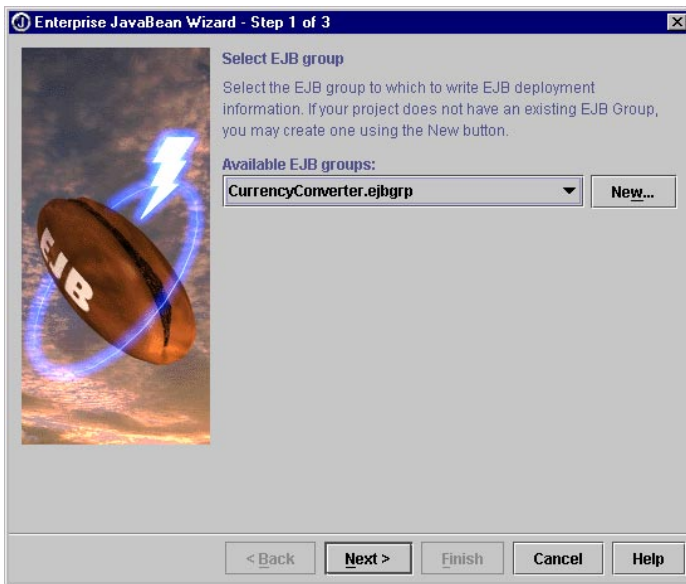 Enterprise JavaBean Wizard - Step 1 of 3
Select EJB group
Select the EJB group to which to write EJB deployment
information. If your project does not have an existing EJB Group,
you may create one using the New button.
Available EJB groups:
CurrencyConverter.ejbgrp
New...
EJB
< Back
Next >
Finish
Cancel
Help